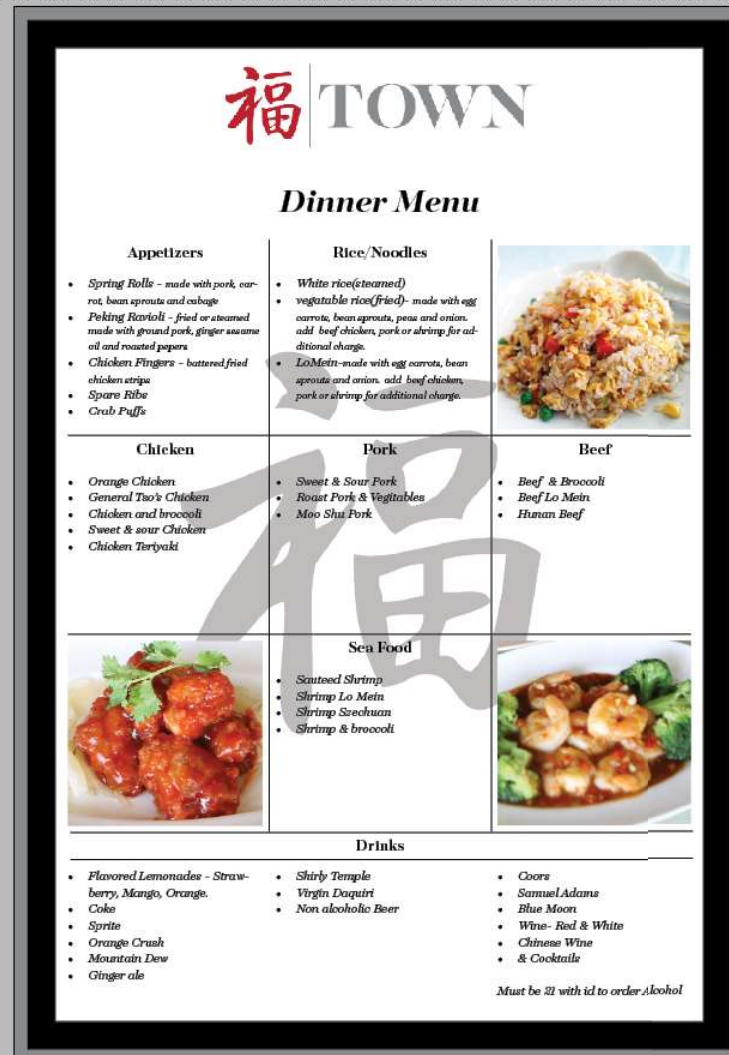 福 TOWN
Dinner Menu
Appetizers
Spring Rolls - made with pork, car-
rot, bean sprouts and cabage
Peking Ravioli - fried or steamed
made with ground pork, ginger sesame
oil and roasted pepers
Chicken Fingers - battered fried
chicken strips
Spare Ribs
Crab Puffs
Rice/Noodles
White rice(steamed)
vegatable rice(fried)- made with egg
carrots, bean sprouts, peas and onion.
add beef chicken, pork or shrimp for ad-
ditional charge.
LoMein-made with egg carrots, bean
sprouts and onion. add beef chicken,
pork or shrimp for additional charge.
Chicken
Orange Chicken
General Tso's Chicken
Chicken and broccoli
Sweet & sour Chicken
Chicken Teriyaki
Pork
Sweet & Sour Pork
Roast Pork & Vegitables
Moo Shu Pork
Beef
Beef & Broccoli
Beef Lo Mein
Hunan Beef
福
Sea Food
Sauteed Shrimp
Shrimp Lo Mein
Shrimp Szechuan
Shrimp & broccoli
Drinks
Flavored Lemonades - Straw-
berry, Mango, Orange.
Coke
Sprite
Orange Crush
Mountain Dew
Ginger ale
Shirly Temple
Virgin Daquiri
Non alcoholic Beer
Coors
Samuel Adams
Blue Moon
Wine- Red & White
Chinese Wine
& Cocktails
Must be 21 with id to order Alcohol